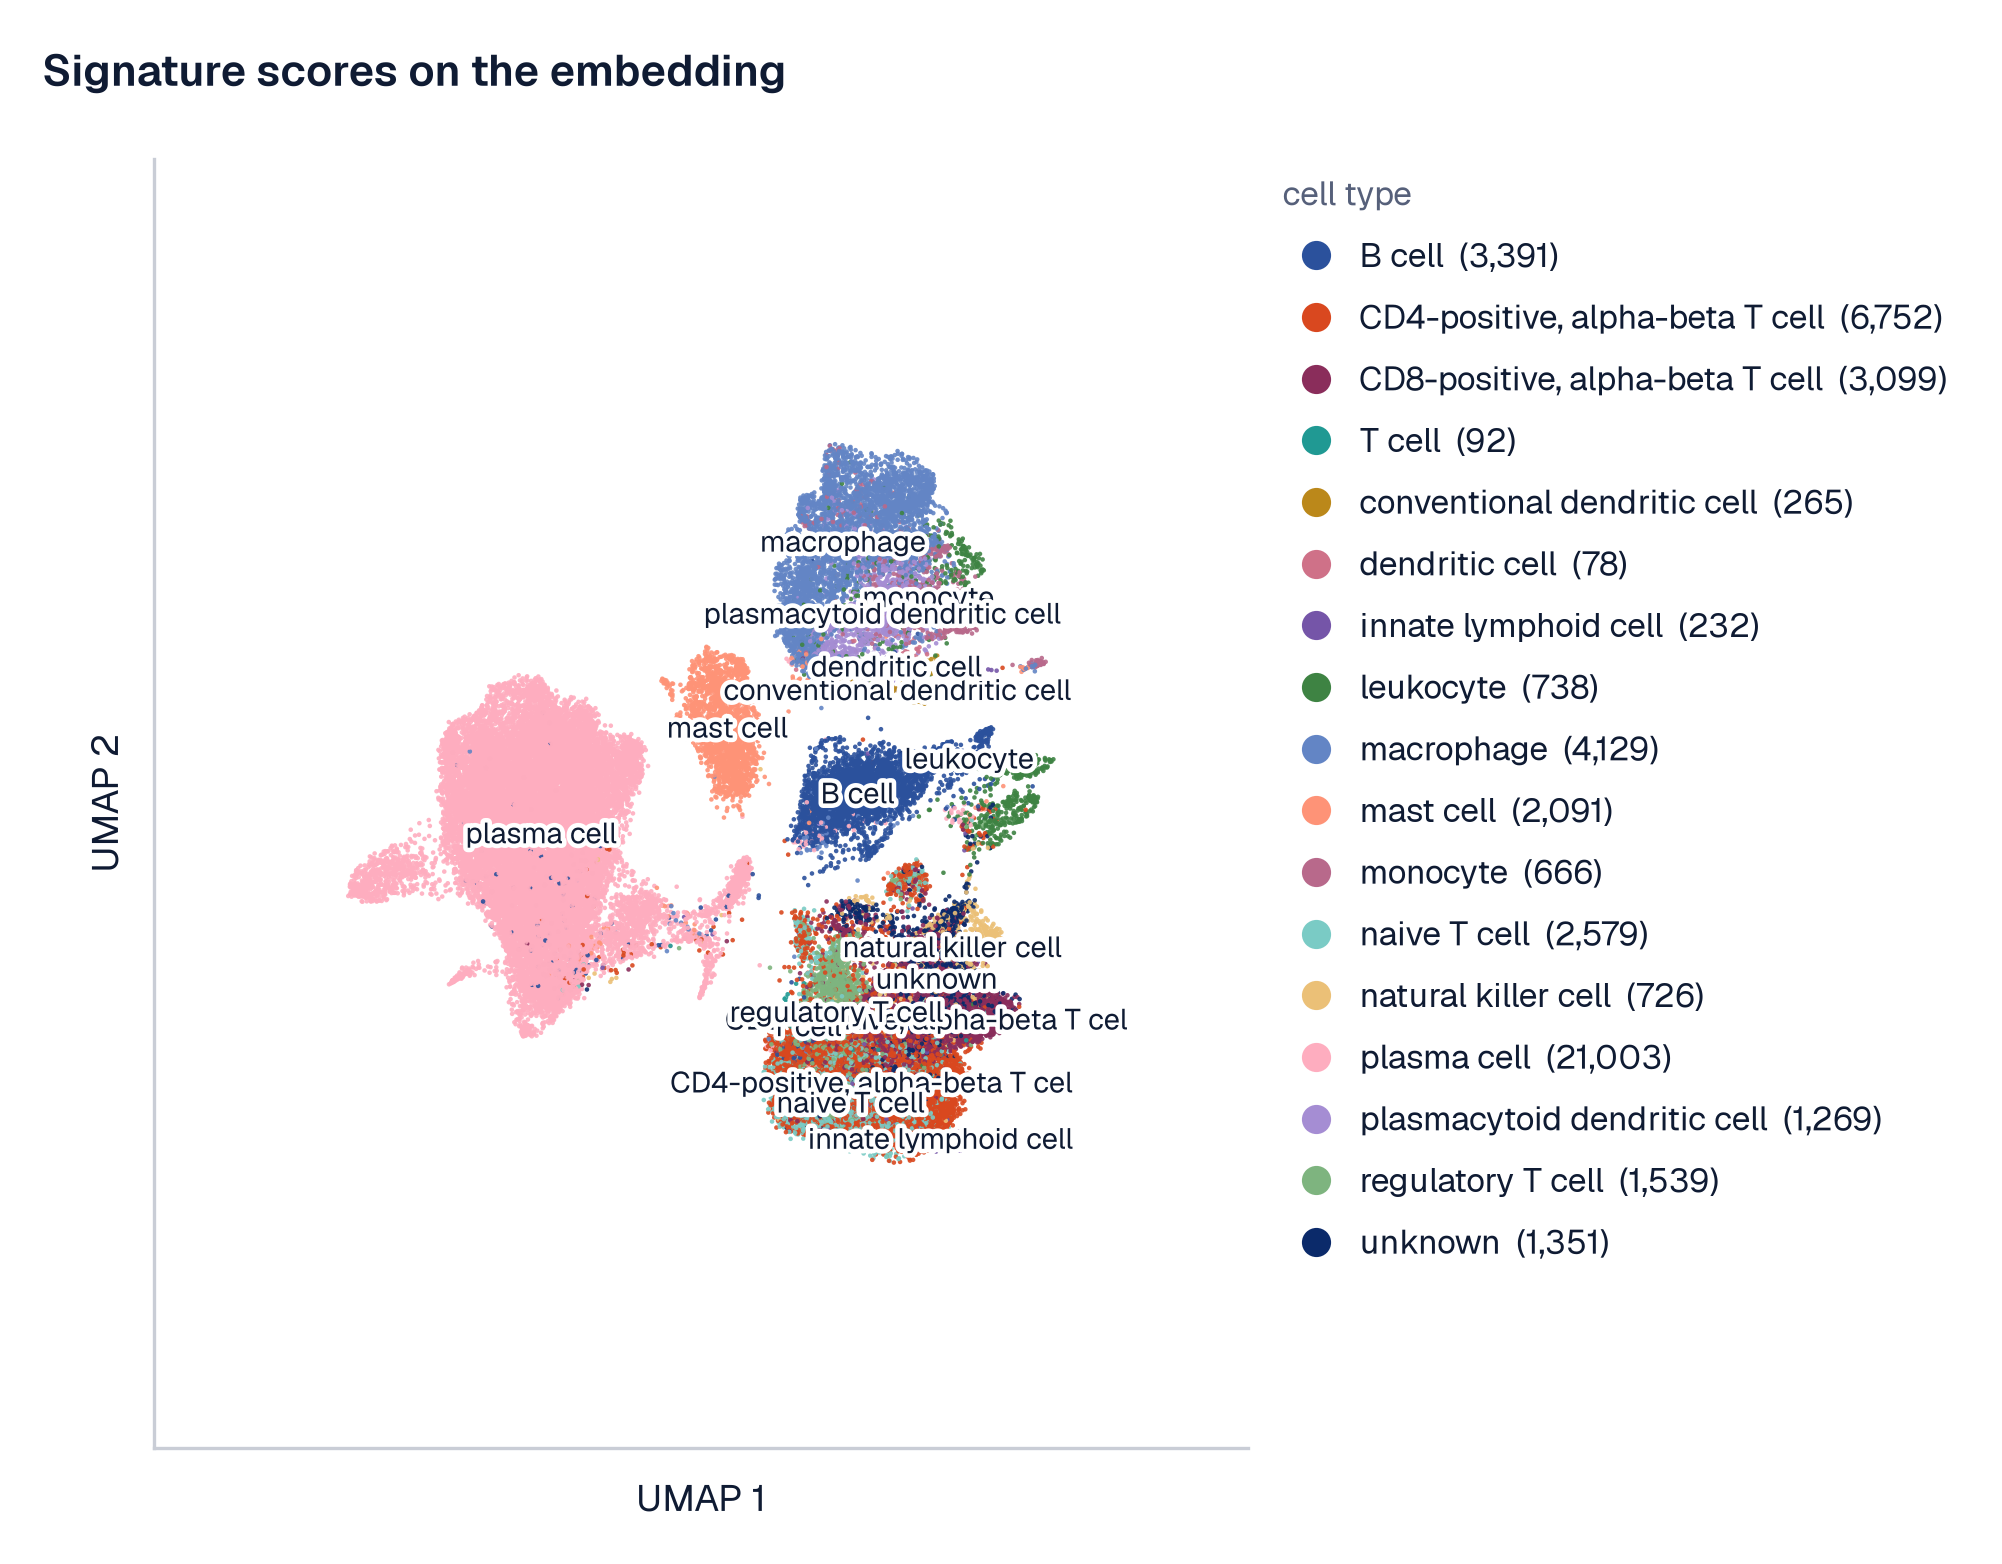 Signature scores on the embedding
cell type
B cell (3,391)
CD4-positive, alpha-beta T cell (6,752)
CD8-positive, alpha-beta T cell (3,099)
T cell (92)
conventional dendritic cell (265)
dendritic cell (78)
innate lymphoid cell (232)
leukocyte (738)
macrophage (4,129)
mast cell (2,091)
monocyte (666)
naive T cell (2,579)
natural killer cell (726)
plasma cell (21,003)
plasmacytoid dendritic cell (1,269)
regulatory T cell (1,539)
unknown (1,351)
macrophage
monocyte
plasmacytoid dendritic cell
dendritic cell
conventional dendritic cell
mast cell
leukocyte
B cell
plasma cell
natural killer cell
unknown
regulatory T cell
alpha-beta T cel
CD4-positive, alpha-beta T cel
naive T cell
innate lymphoid cell
UMAP 2
UMAP 1